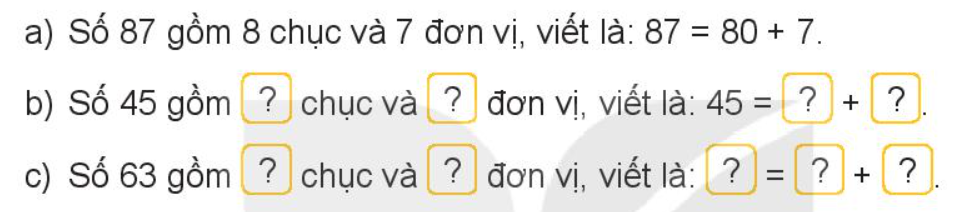 a) Số 87 gồm 8 chục và 7 đơn vị, viết là: 87 = 80 + 7.
b) Số 45 gồm ? chục và ? đơn vị, viết là: 45 = ? + ?.
c) Số 63 gồm ? chục và ? đơn vị, viết là: ? = ? + ?.